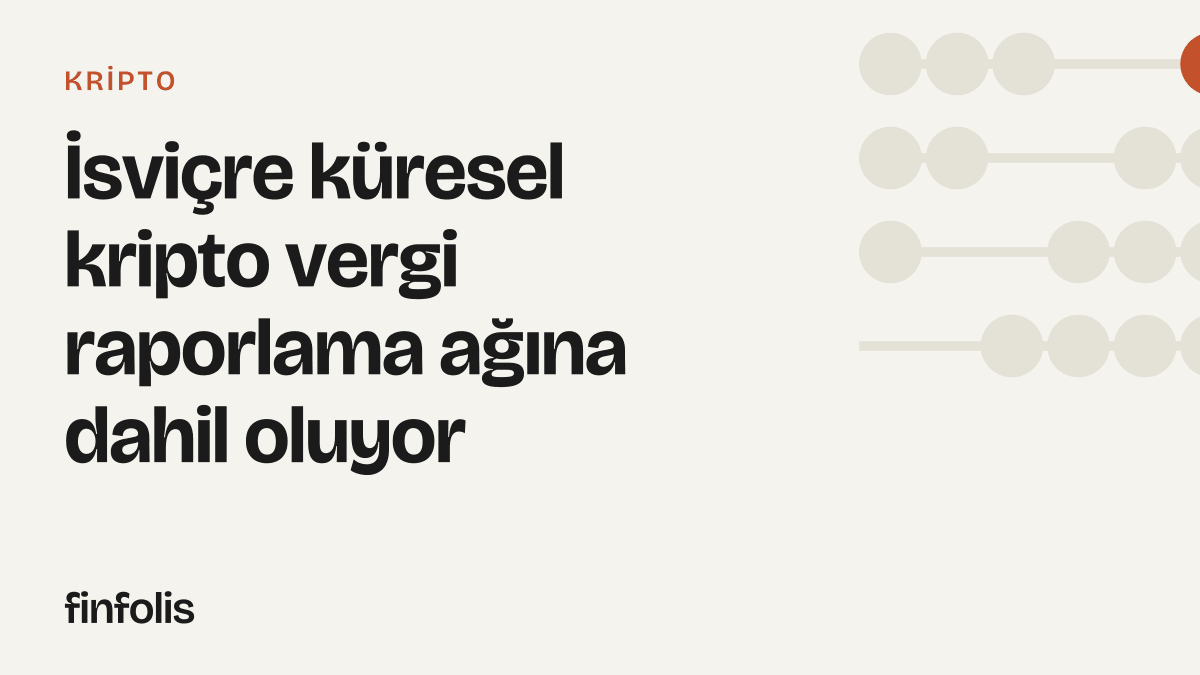 KRİPTO
İsviçre küresel
kripto vergi
raporlama ağına
dahil oluyor
finfolis